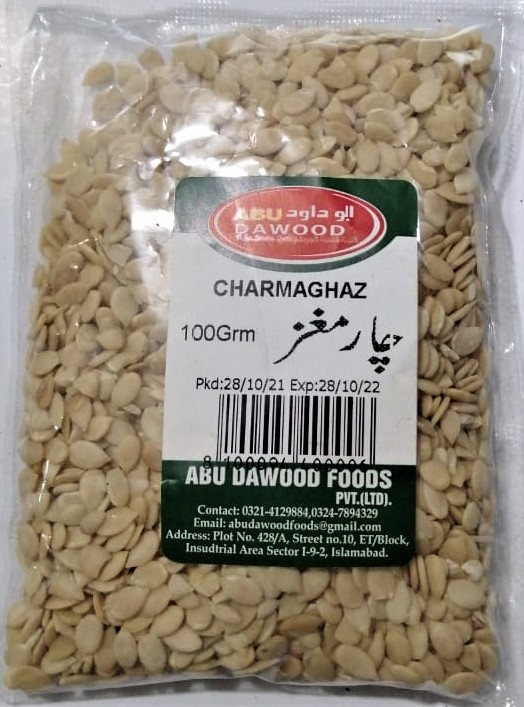 ABU ابو داود
DAWOOD
CHARMAGHAZ
100Grm چار مغز
Pkd:28/10/21 Exp:28/10/22
ABU DAWOOD FOODS
PVT.(LTD).
Contact: 0321-4129884,0324-7894329
Email: abudawoodfoods@gmail.com
Address: Plot No. 428/A, Street no.10, ET/Block,
Insudtrial Area Sector I-9-2, Islamabad.